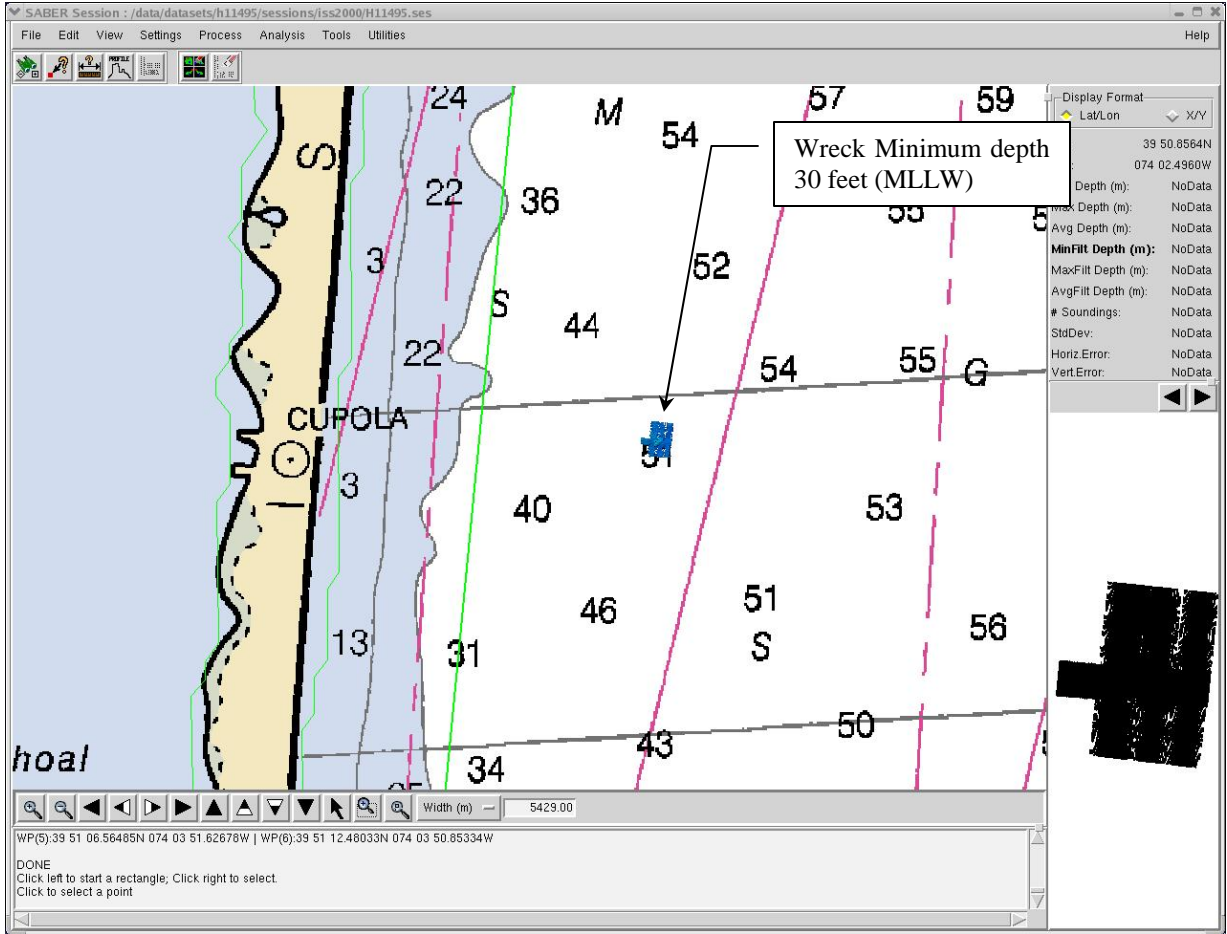 SABER Session : /data/datasets/h11495/sessions/iss2000/H11495.ses
File Edit View Settings Process Analysis Tools Utilities Help
PROFILE
Display Format
Lat/Lon X/Y
39 50.8564N
074 02.4960W
Depth (m): NoData
Max Depth (m): NoData
Avg Depth (m): NoData
MinFilt Depth (m): NoData
MaxFilt Depth (m): NoData
AvgFilt Depth (m): NoData
# Soundings: NoData
StdDev: NoData
Horiz.Error: NoData
Vert.Error: NoData
Wreck Minimum depth
30 feet (MLLW)
24 M 57 59
54
S
22 36
55
3 52
S
44
22 54 55 G
CUPOLA
51
3 40 53
I
46 51 56
13 31 S
43 50
hoal 34
Width (m) 5429.00
WP(5):39 51 06.56485N 074 03 51.62678W | WP(6):39 51 12.48033N 074 03 50.85334W
DONE
Click left to start a rectangle; Click right to select.
Click to select a point